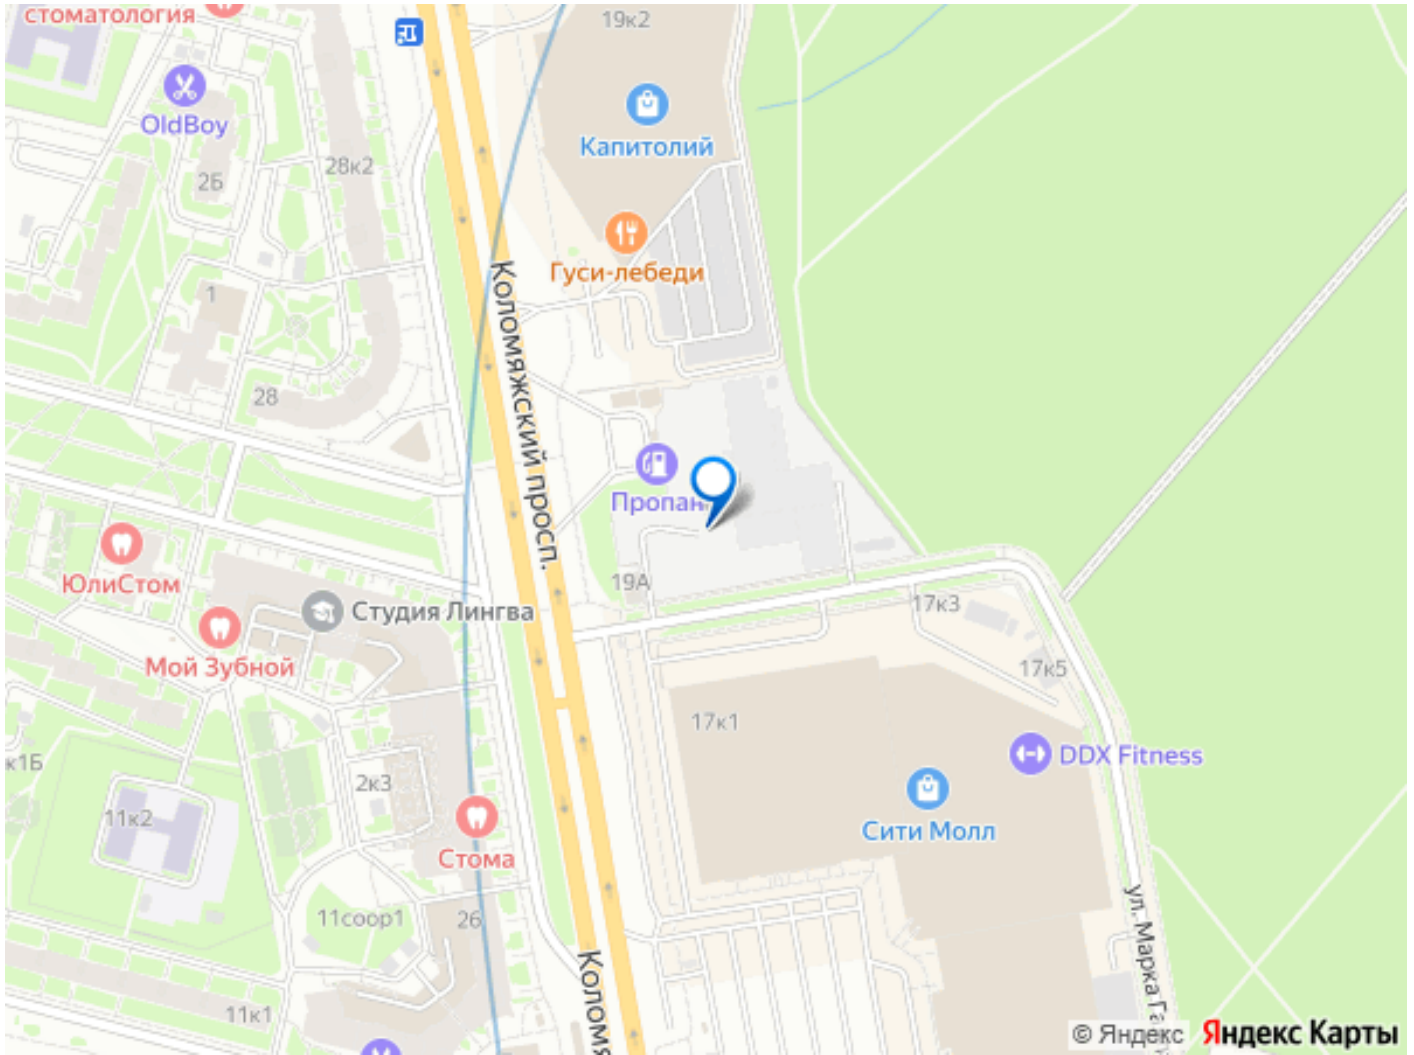 стоматология
19к2
OldBoy
Капитолий
28к2
2Б
Гуси-лебеди
1
Коломяжский просп.
28
Пропан
ЮлиСтом
19А
Студия Лингва
17к3
Мой Зубной
17к5
17к1
DDX Fitness
к1Б
2к3
11к2
Сити Молл
Стома
11соор1
26
ул. Марка Га
Колом
11к1
© Яндекс Яндекс Карты